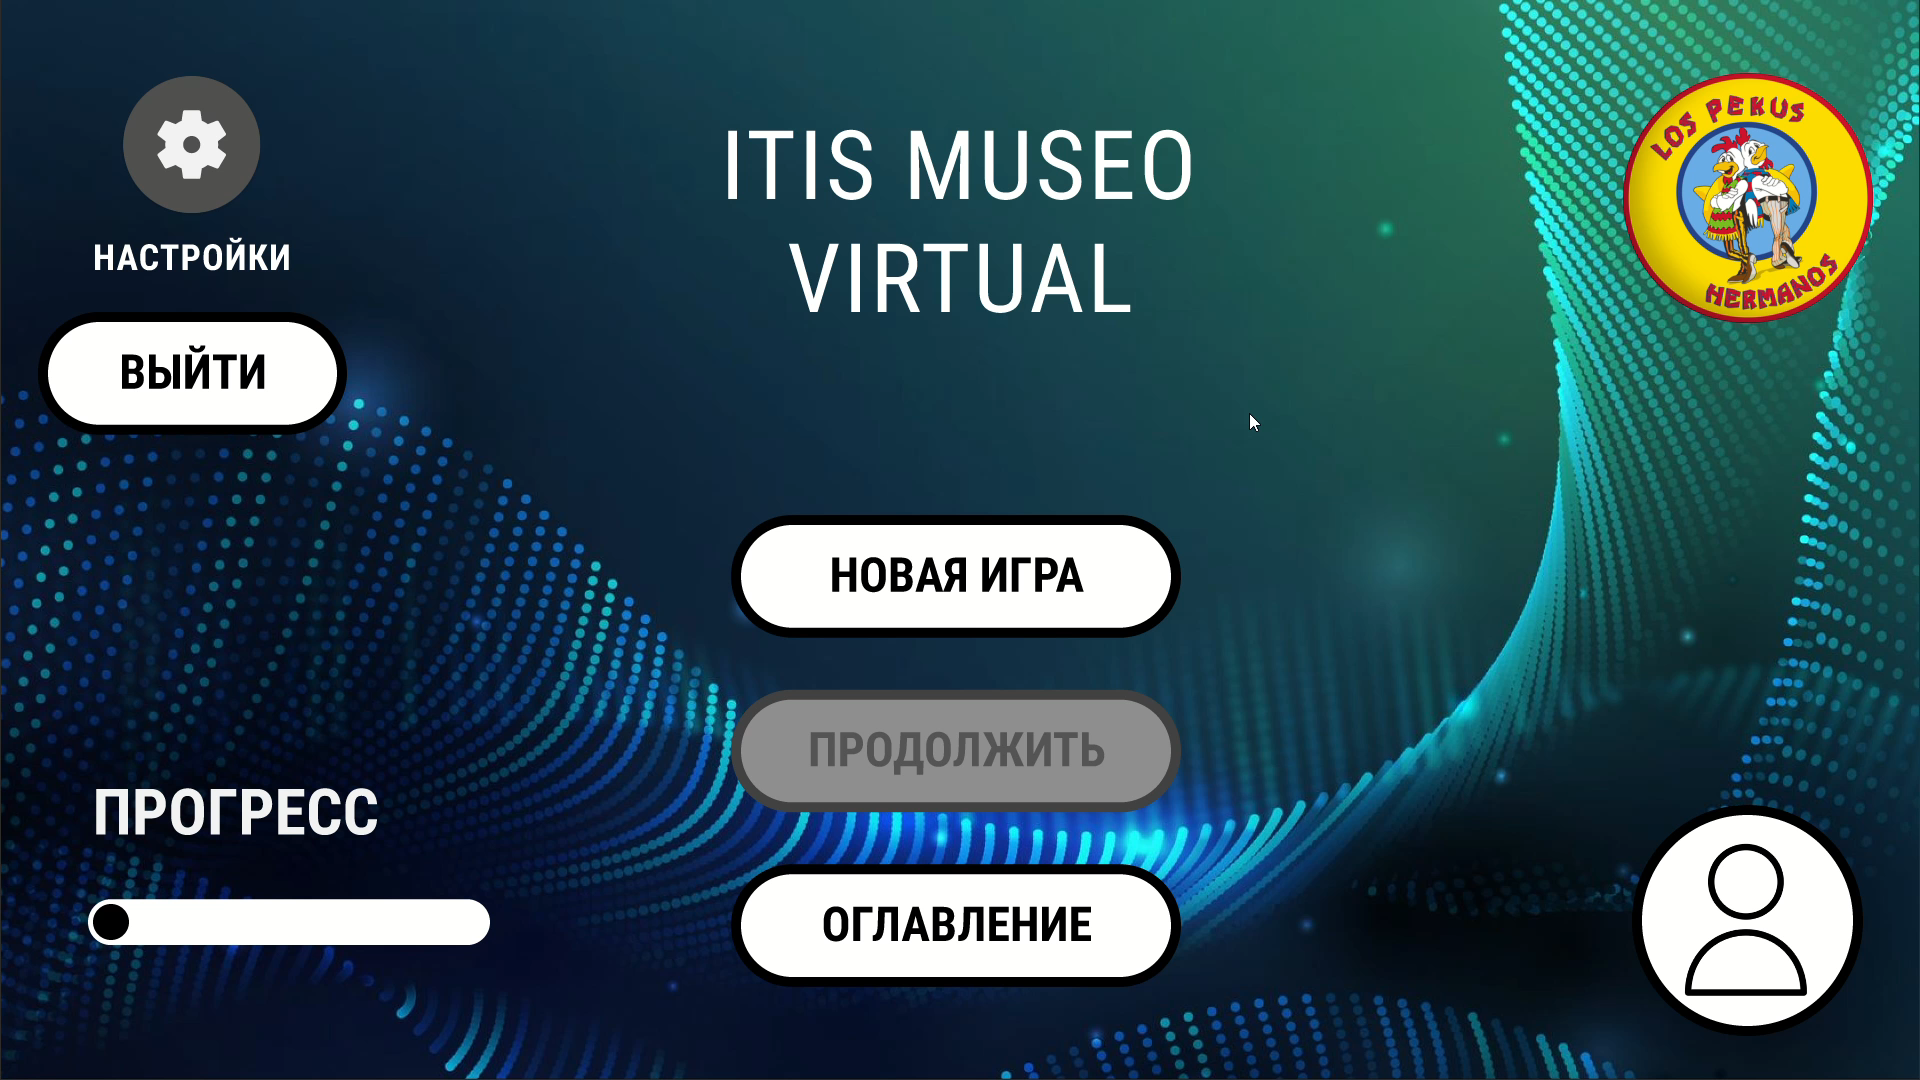 НАСТРОЙКИ
ВЫЙТИ
ITIS MUSEO
VIRTUAL
LOS PEKUS
HERMANOS
НОВАЯ ИГРА
ПРОДОЛЖИТЬ
ОГЛАВЛЕНИЕ
ПРОГРЕСС